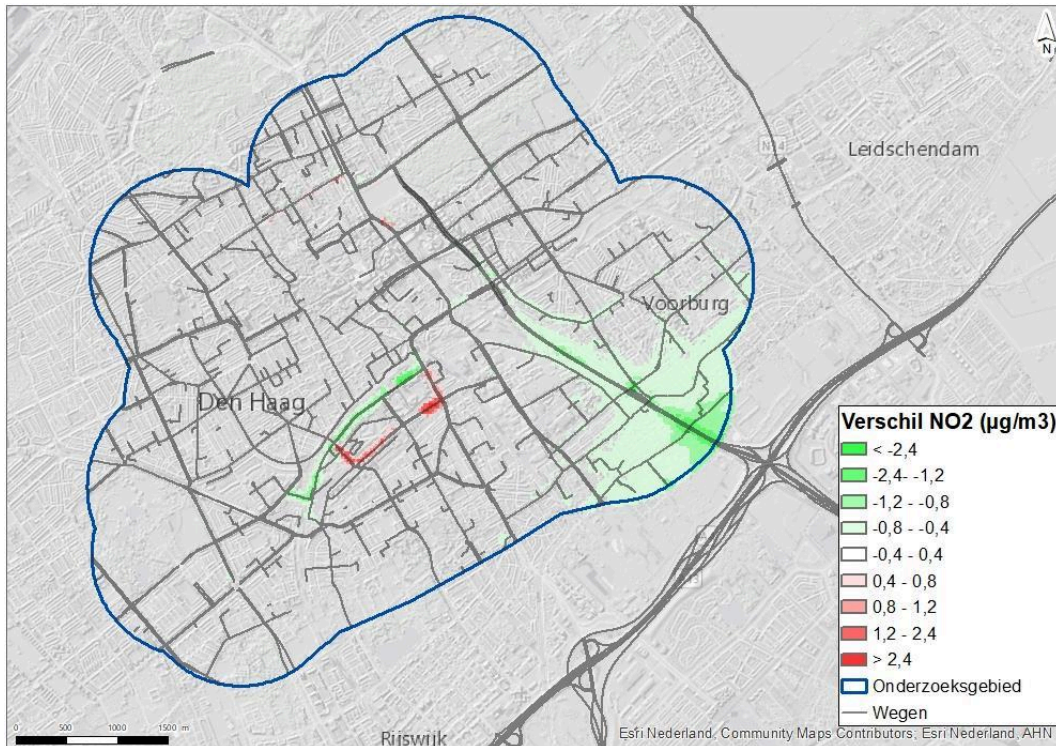 N
Leidschendam
N14
Voorburg
Den Haag
Rijswijk
Verschil NO2 (µg/m3)
< -2,4
-2,4- -1,2
-1,2 - -0,8
-0,8 - -0,4
-0,4 - 0,4
0,4 - 0,8
0,8 - 1,2
1,2 - 2,4
> 2,4
Onderzoeksgebied
Wegen
0 500 1000 1500 m
Esri Nederland, Community Maps Contributors, Esri Nederland, AHN